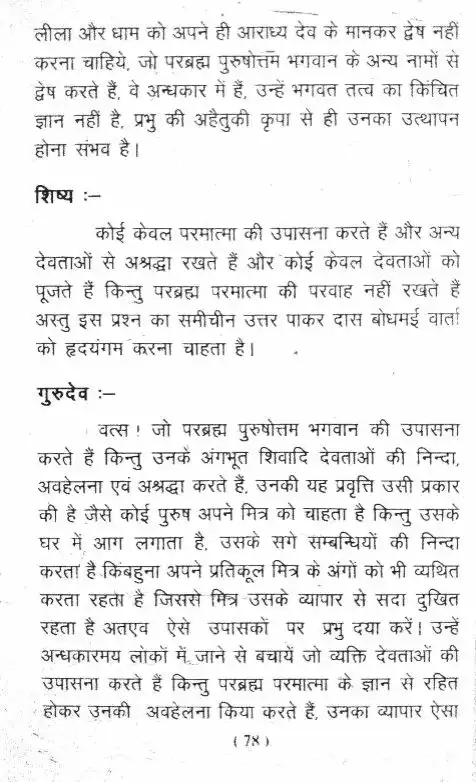 लीला और धाम को अपने ही आराध्य देव के मानकर द्वेष नहीं
करना चाहिये, जो परब्रह्म पुरुषोत्तम भगवान के अन्य नामों से
द्वेष करते हैं, वे अन्धकार में हैं, उन्हें भगवत तत्व का किंचित
ज्ञान नहीं है, प्रभु की अहैतुकी कृपा से ही उनका उत्थापन
होना संभव है।
शिष्य :–
कोई केवल परमात्मा की उपासना करते हैं और अन्य
देवताओं से अश्रद्धा रखते हैं और कोई केवल देवताओं को
पूजते हैं किन्तु परब्रह्म परमात्मा की परवाह नहीं रखते हैं
अस्तु इस प्रश्न का समीचीन उत्तर पाकर दास बोधमई वार्ता
को हृदयंगम करना चाहता है।
गुरुदेव :–
वत्स ! जो परब्रह्म पुरुषोत्तम भगवान की उपासना
करते हैं किन्तु उनके अंगभूत शिवादि देवताओं की निन्दा,
अवहेलना एवं अश्रद्धा करते हैं, उनकी यह प्रवृत्ति उसी प्रकार
की है जैसे कोई पुरुष अपने मित्र को चाहता है किन्तु उसके
घर में आग लगाता है, उसके सगे सम्बन्धियों की निन्दा
करता है किंबहुना अपने प्रतिकूल मित्र के अंगों को भी व्यथित
करता रहता है जिससे मित्र उसके व्यापार से सदा दुखित
रहता है अतएव ऐसे उपासकों पर प्रभु दया करें। उन्हें
अन्धकारमय लोकों में जाने से बचायें जो व्यक्ति देवताओं की
उपासना करते हैं किन्तु परब्रह्म परमात्मा के ज्ञान से रहित
होकर उनकी अवहेलना किया करते हैं, उनका व्यापार ऐसा
( 78 )